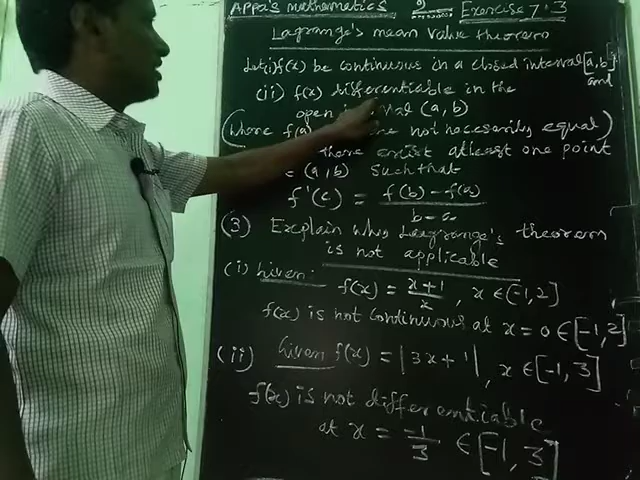 Appa's mathematics 2 Exercise 7.3
Lagrange's mean value theorem
Let (i) f(x) be continuous in a closed interval [a,b] and
(ii) f(x) differentiable in the
open (a,b)
(where f(a) not necessarily equal)
there exist atleast one point
= (a,b) such that
f'(c) = f(b)-f(a) / b-a
(3) Explain why Lagrange's theorem
is not applicable
(i) given: f(x) = x+1 / x, x ∈ [-1,2]
f(x) is not continuous at x=0 ∈ [-1,2]
(ii) given f(x) = |3x+1|, x ∈ [-1,3]
f(x) is not differentiable
at x = -1/3 ∈ [-1,3]